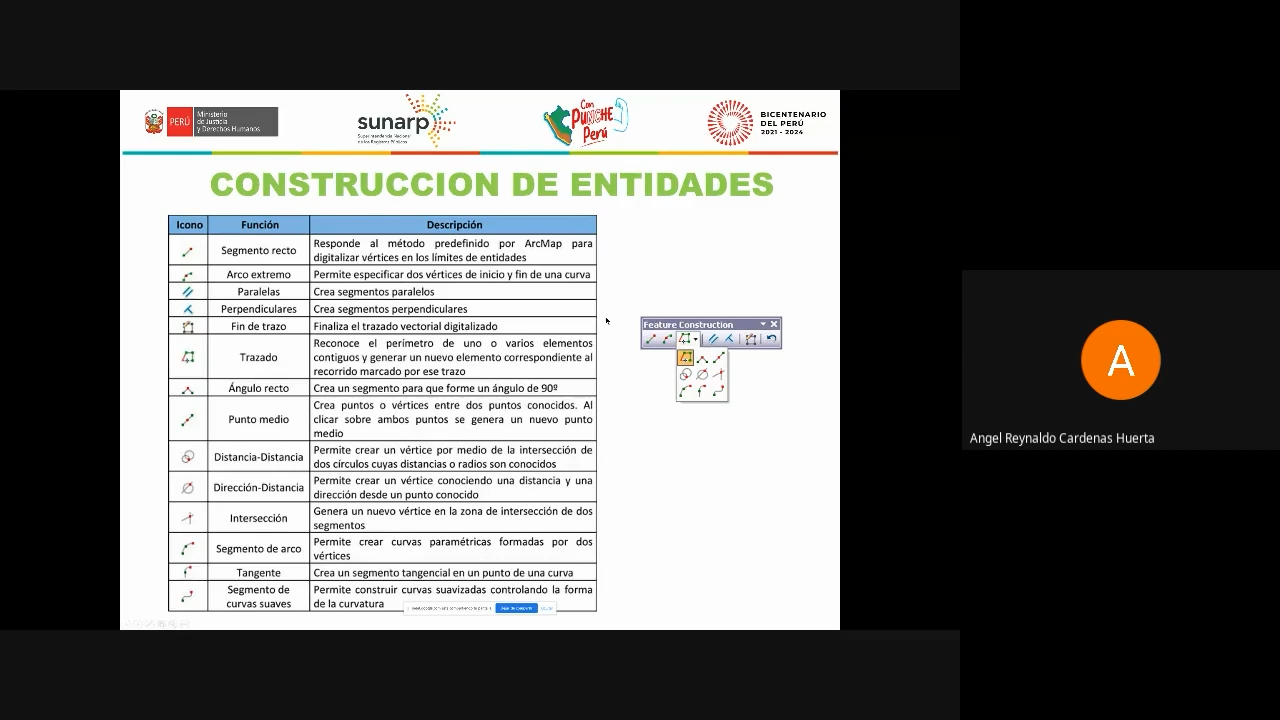 PERÚ
Ministerio
de Justicia
y Derechos Humanos
sunarp
Superintendencia Nacional
de los Registros Públicos
Con
PUNCHE
Perú
BICENTENARIO
DEL PERÚ
2021 - 2024
CONSTRUCCION DE ENTIDADES
Icono Función Descripción
Segmento recto
Responde al método predefinido por ArcMap para
digitalizar vértices en los límites de entidades
Arco extremo
Permite especificar dos vértices de inicio y fin de una curva
Paralelas
Crea segmentos paralelos
Perpendiculares
Crea segmentos perpendiculares
Fin de trazo
Finaliza el trazado vectorial digitalizado
Trazado
Reconoce el perímetro de uno o varios elementos
contiguos y generar un nuevo elemento correspondiente al
recorrido marcado por ese trazo
Ángulo recto
Crea un segmento para que forme un ángulo de 90º
Punto medio
Crea puntos o vértices entre dos puntos conocidos. Al
clicar sobre ambos puntos se genera un nuevo punto
medio
Distancia-Distancia
Permite crear un vértice por medio de la intersección de
dos círculos cuyas distancias o radios son conocidos
Dirección-Distancia
Permite crear un vértice conociendo una distancia y una
dirección desde un punto conocido
Intersección
Genera un nuevo vértice en la zona de intersección de dos
segmentos
Segmento de arco
Permite crear curvas paramétricas formadas por dos
vértices
Tangente
Crea un segmento tangencial en un punto de una curva
Segmento de
curvas suaves
Permite construir curvas suavizadas controlando la forma
de la curvatura
Feature Construction
A
Angel Reynaldo Cardenas Huerta